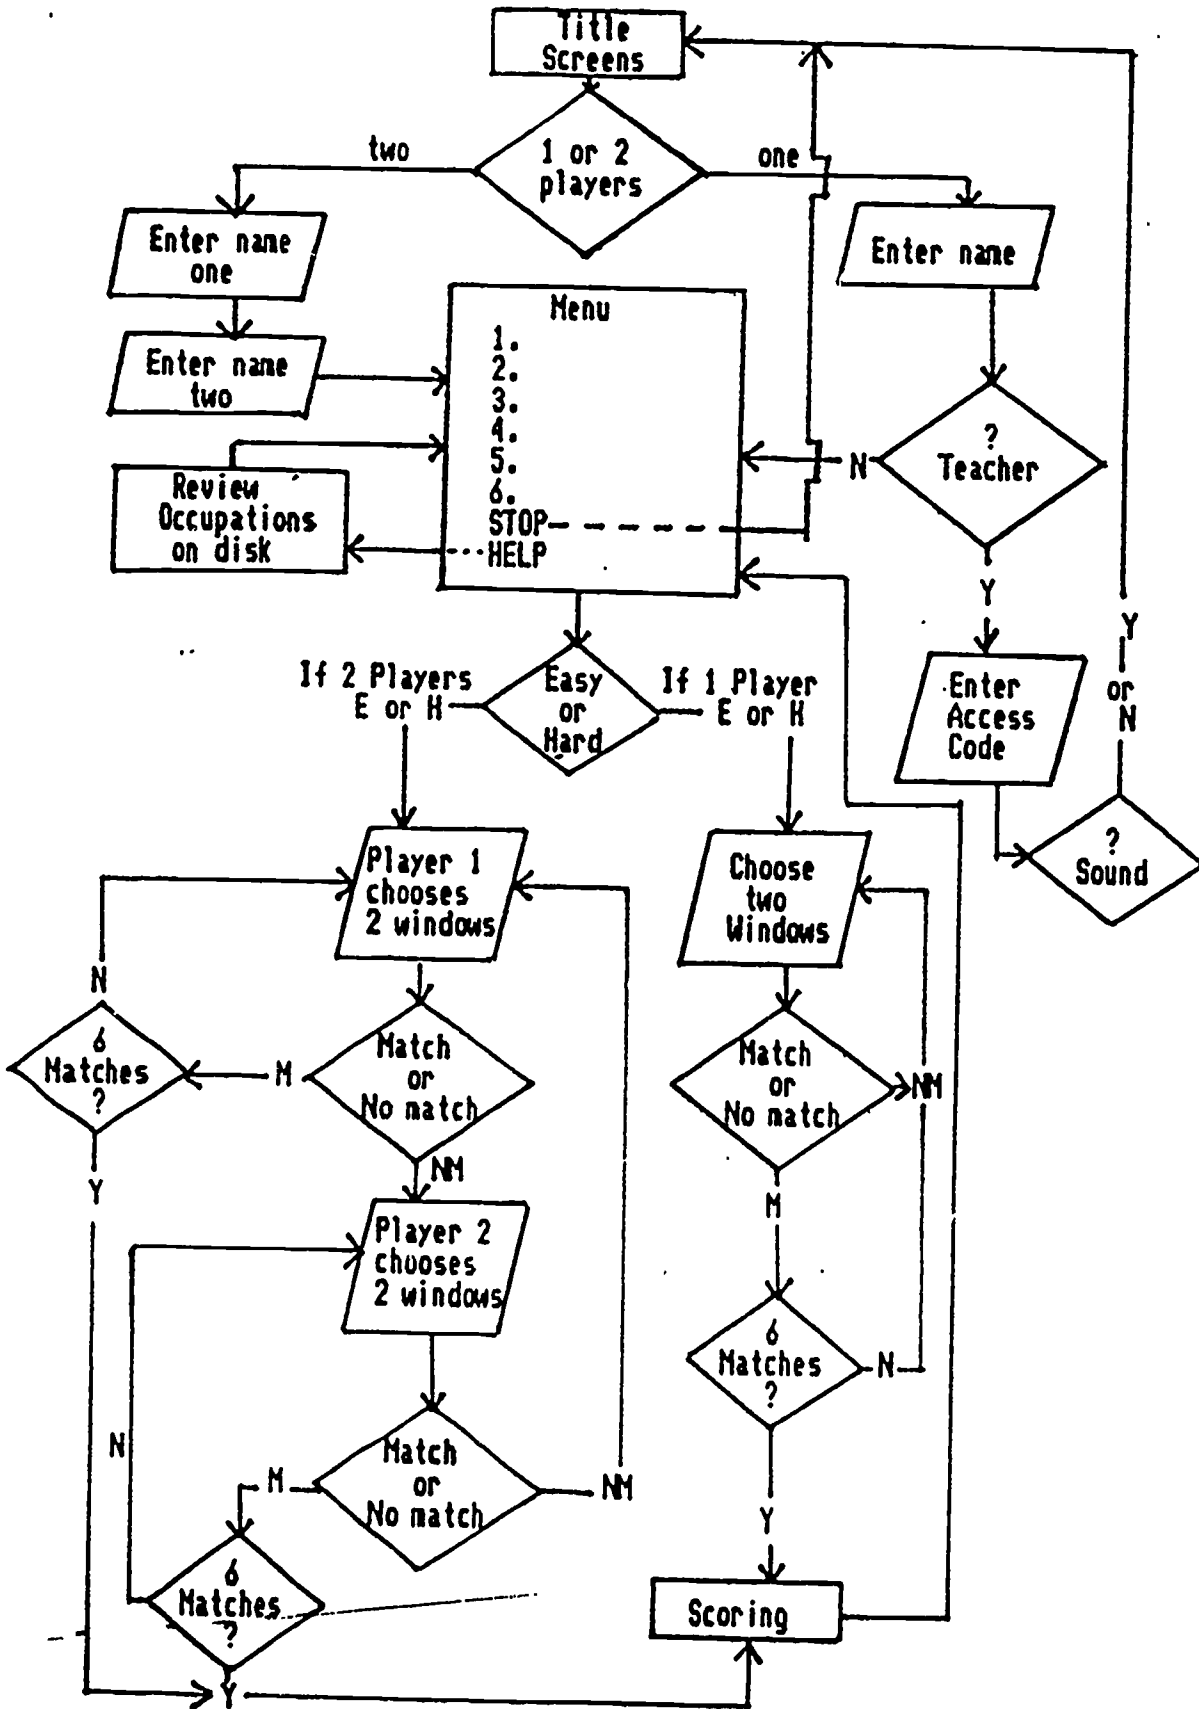 Title
Screens
1 or 2
players
two
one
Enter name
one
Enter name
Enter name
two
Menu
1.
2.
3.
4.
5.
6.
STOP
HELP
Review
Occupations
on disk
?
Teacher
N
Y
Enter
Access
Code
?
Sound
Y
or
N
Easy
or
Hard
If 2 Players
E or H
If 1 Player
E or H
Player 1
chooses
2 windows
Choose
two
Windows
Match
or
No match
M
NM
6
Matches
?
N
Y
Player 2
chooses
2 windows
Match
or
No match
M
NM
6
Matches
?
N
Y
Match
or
No match
NM
M
6
Matches
?
N
Y
Scoring